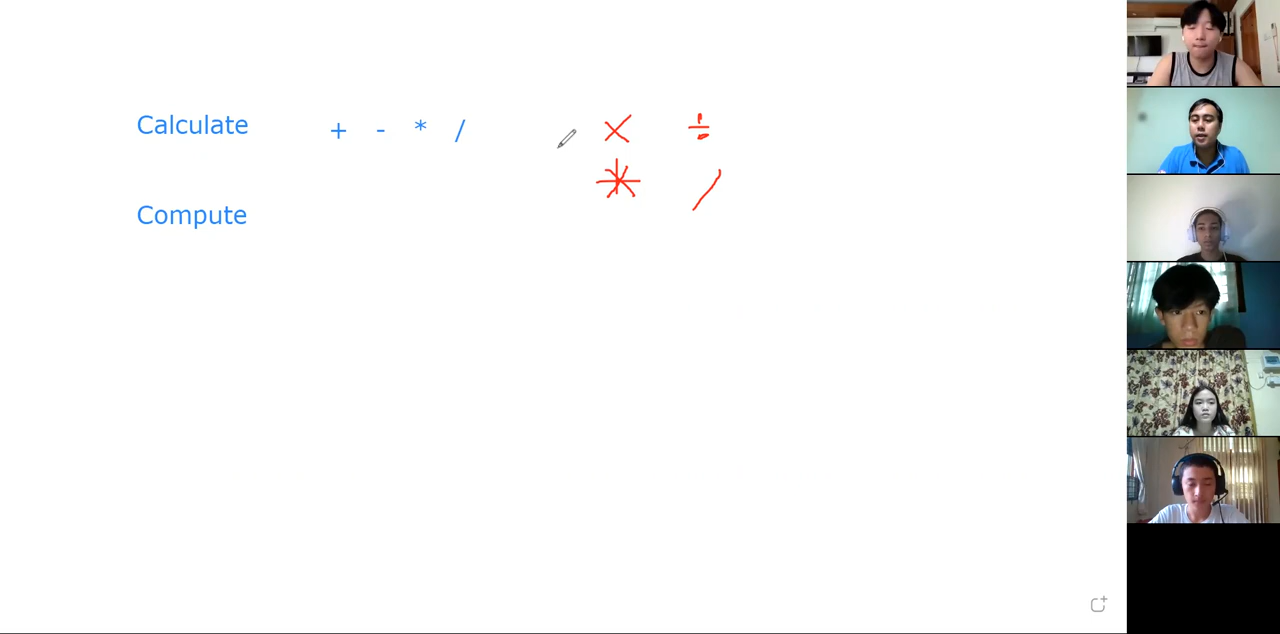 Calculate + - * / × ÷
* /
Compute